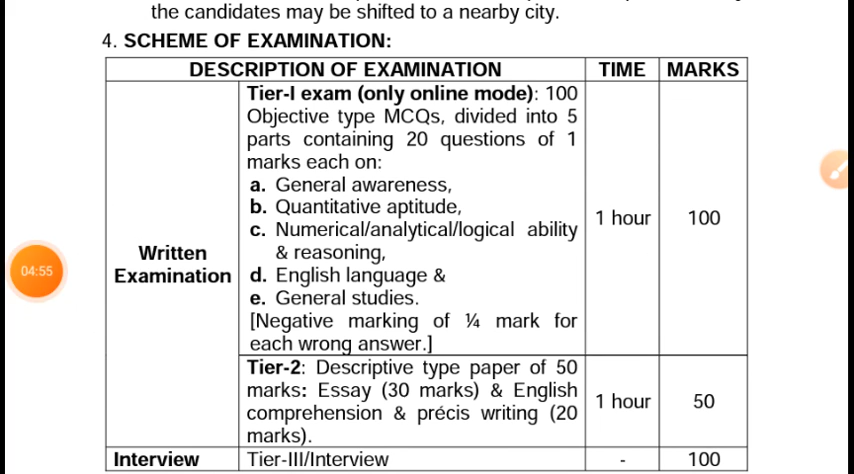 the candidates may be shifted to a nearby city.
4. SCHEME OF EXAMINATION:
DESCRIPTION OF EXAMINATION TIME MARKS
Written Examination
Tier-I exam (only online mode): 100
Objective type MCQs, divided into 5
parts containing 20 questions of 1
marks each on:
a. General awareness,
b. Quantitative aptitude,
c. Numerical/analytical/logical ability
& reasoning,
d. English language &
e. General studies.
[Negative marking of ¼ mark for
each wrong answer.]
1 hour 100
Tier-2: Descriptive type paper of 50
marks: Essay (30 marks) & English
comprehension & précis writing (20
marks).
1 hour 50
Interview Tier-III/Interview - 100
04:55